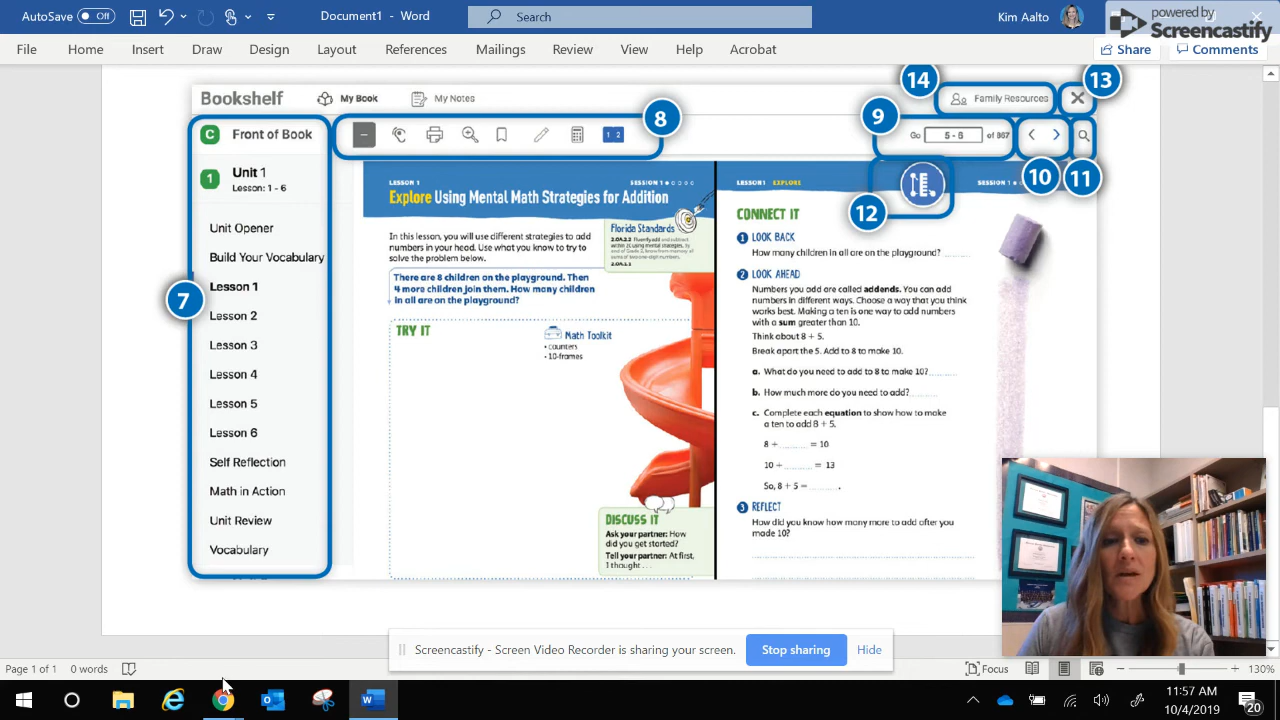 AutoSave Off
Document1 - Word
Search
Kim Aalto
powered by
Screencastify
File Home Insert Draw Design Layout References Mailings Review View Help Acrobat
Share Comments
14 13
Bookshelf My Book My Notes
Family Resources
8 9
C Front of Book
1 2
Go 5 - 6 of 867
1 Unit 1
Lesson: 1 - 6
10 11
12
Unit Opener
Build Your Vocabulary
Lesson 1
7
Lesson 2
Lesson 3
Lesson 4
Lesson 5
Lesson 6
Self Reflection
Math in Action
Unit Review
Vocabulary
LESSON 1 SESSION 1
Explore Using Mental Math Strategies for Addition
In this lesson, you will use different strategies to add
numbers in your head. Use what you know to try to
solve the problem below.
Florida Standards
There are 8 children on the playground. Then
4 more children join them. How many children
in all are on the playground?
TRY IT
Math Toolkit
• counters
• 10-frames
DISCUSS IT
Ask your partner: How
did you get started?
Tell your partner: At first,
I thought . . .
LESSON 1 EXPLORE SESSION 1
CONNECT IT
1 LOOK BACK
How many children in all are on the playground?
2 LOOK AHEAD
Numbers you add are called addends. You can add
numbers in different ways. Choose a way that you think
works best. Making a ten is one way to add numbers
with a sum greater than 10.
Think about 8 + 5.
Break apart the 5. Add to 8 to make 10.
a. What do you need to add to 8 to make 10?
b. How much more do you need to add?
c. Complete each equation to show how to make
a ten to add 8 + 5.
8 + = 10
10 + = 13
So, 8 + 5 = .
3 REFLECT
How did you know how many more to add after you
made 10?
Screencastify - Screen Video Recorder is sharing your screen.
Stop sharing
Hide
Page 1 of 1 0 words
Focus
130%
11:57 AM
10/4/2019
20